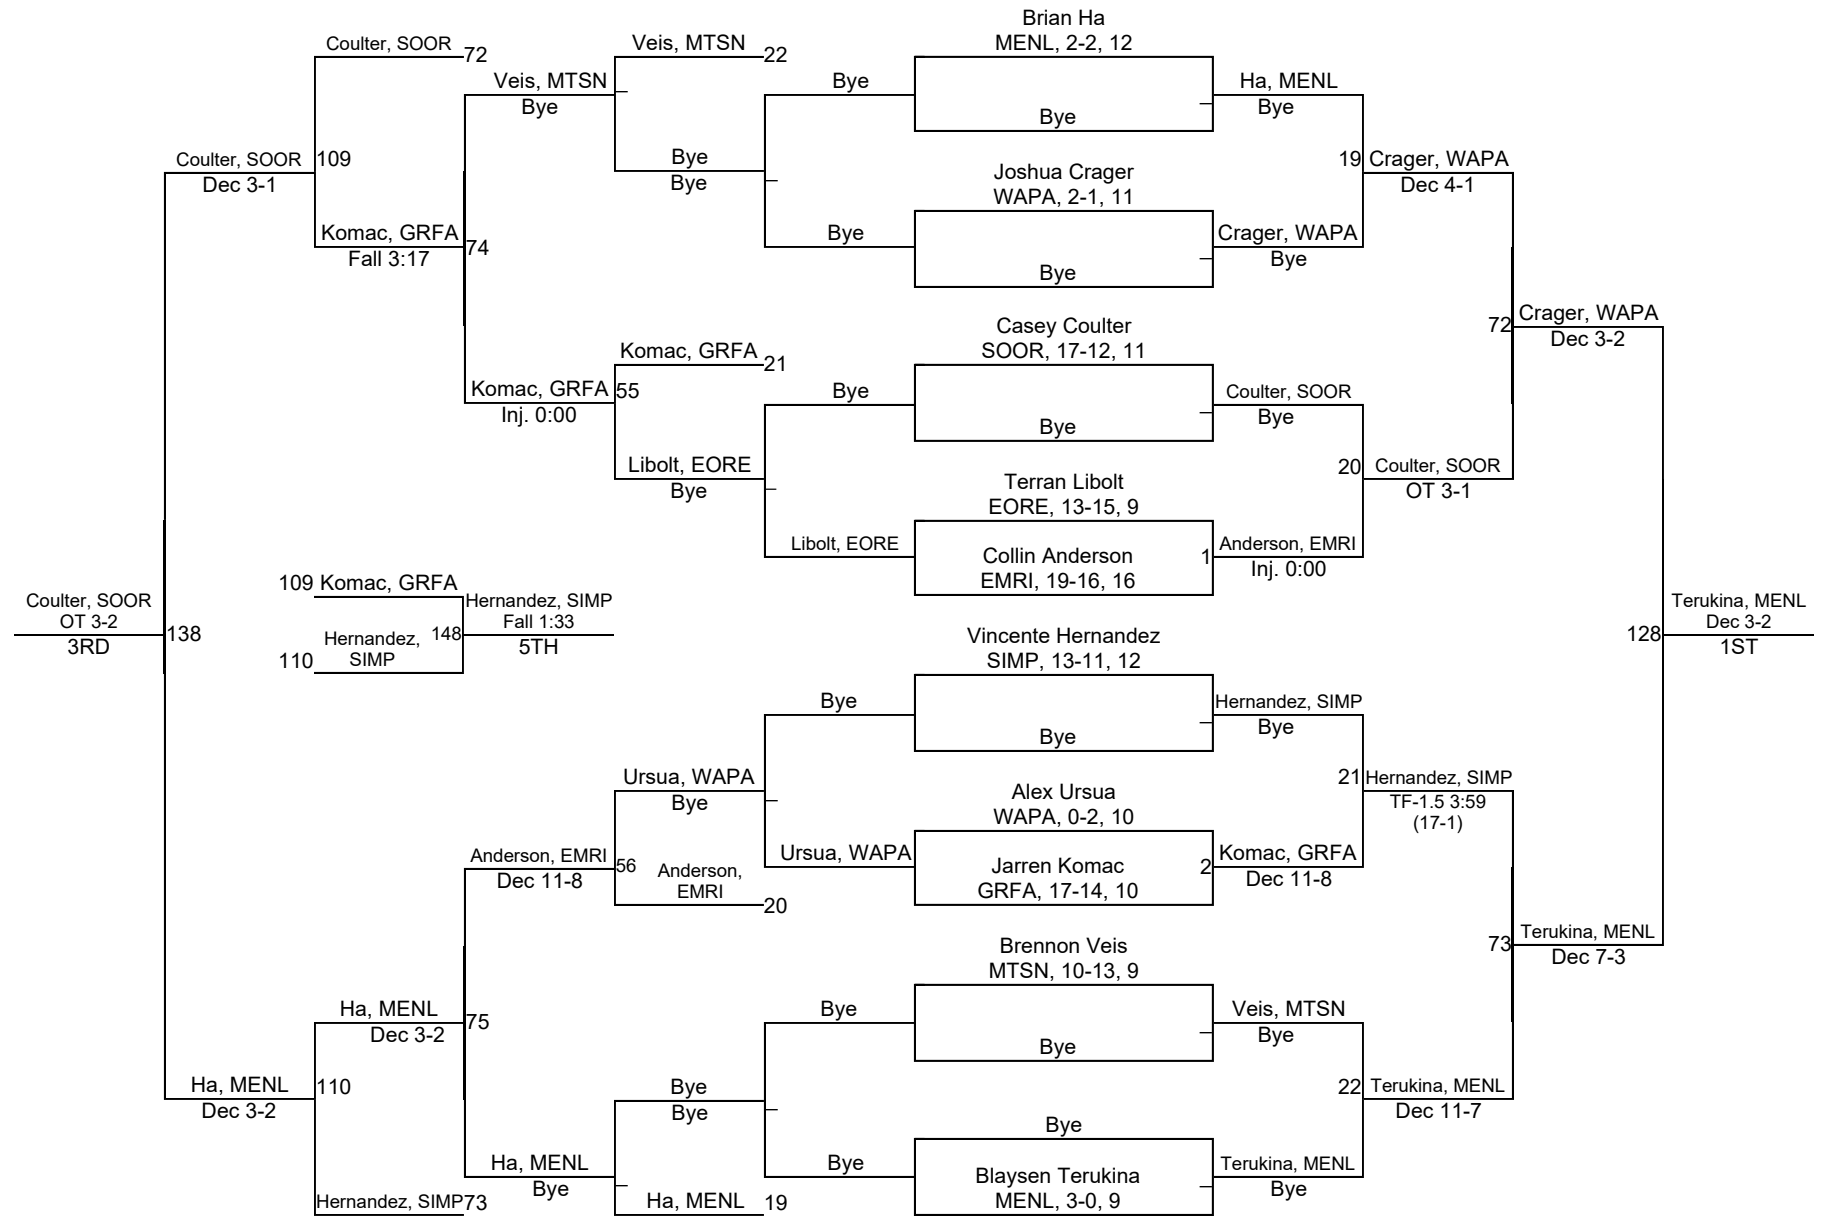 Coulter, SOOR
72
109
Coulter, SOOR
Dec 3-1
Komac, GRFA
Fall 3:17
74
Veis, MTSN
Bye
Veis, MTSN
22
Bye
Bye
Komac, GRFA
Inj. 0:00
55
Komac, GRFA
21
Libolt, EORE
Bye
Coulter, SOOR
OT 3-2
3RD
138
109 Komac, GRFA
110
Hernandez,
SIMP
148
Hernandez, SIMP
Fall 1:33
5TH
Ursua, WAPA
Bye
Anderson, EMRI
Dec 11-8
56
Anderson,
EMRI
20
Ha, MENL
Dec 3-2
75
Ha, MENL
Dec 3-2
110
Bye
Bye
Ha, MENL
Bye
Ha, MENL
19
Hernandez, SIMP
73
Bye
Bye
Bye
Libolt, EORE
Bye
Ursua, WAPA
Bye
Bye
Brian Ha
MENL, 2-2, 12
Bye
Joshua Crager
WAPA, 2-1, 11
Bye
Casey Coulter
SOOR, 17-12, 11
Bye
Terran Libolt
EORE, 13-15, 9
Collin Anderson
EMRI, 19-16, 16
1
Vincente Hernandez
SIMP, 13-11, 12
Bye
Alex Ursua
WAPA, 0-2, 10
Jarren Komac
GRFA, 17-14, 10
2
Brennon Veis
MTSN, 10-13, 9
Bye
Bye
Blaysen Terukina
MENL, 3-0, 9
Ha, MENL
Bye
Crager, WAPA
Bye
19
Crager, WAPA
Dec 4-1
Coulter, SOOR
Bye
Anderson, EMRI
Inj. 0:00
20
Coulter, SOOR
OT 3-1
72
Crager, WAPA
Dec 3-2
Hernandez, SIMP
Bye
Komac, GRFA
Dec 11-8
21
Hernandez, SIMP
TF-1.5 3:59
(17-1)
Veis, MTSN
Bye
Terukina, MENL
Bye
22
Terukina, MENL
Dec 11-7
73
Terukina, MENL
Dec 7-3
128
Terukina, MENL
Dec 3-2
1ST